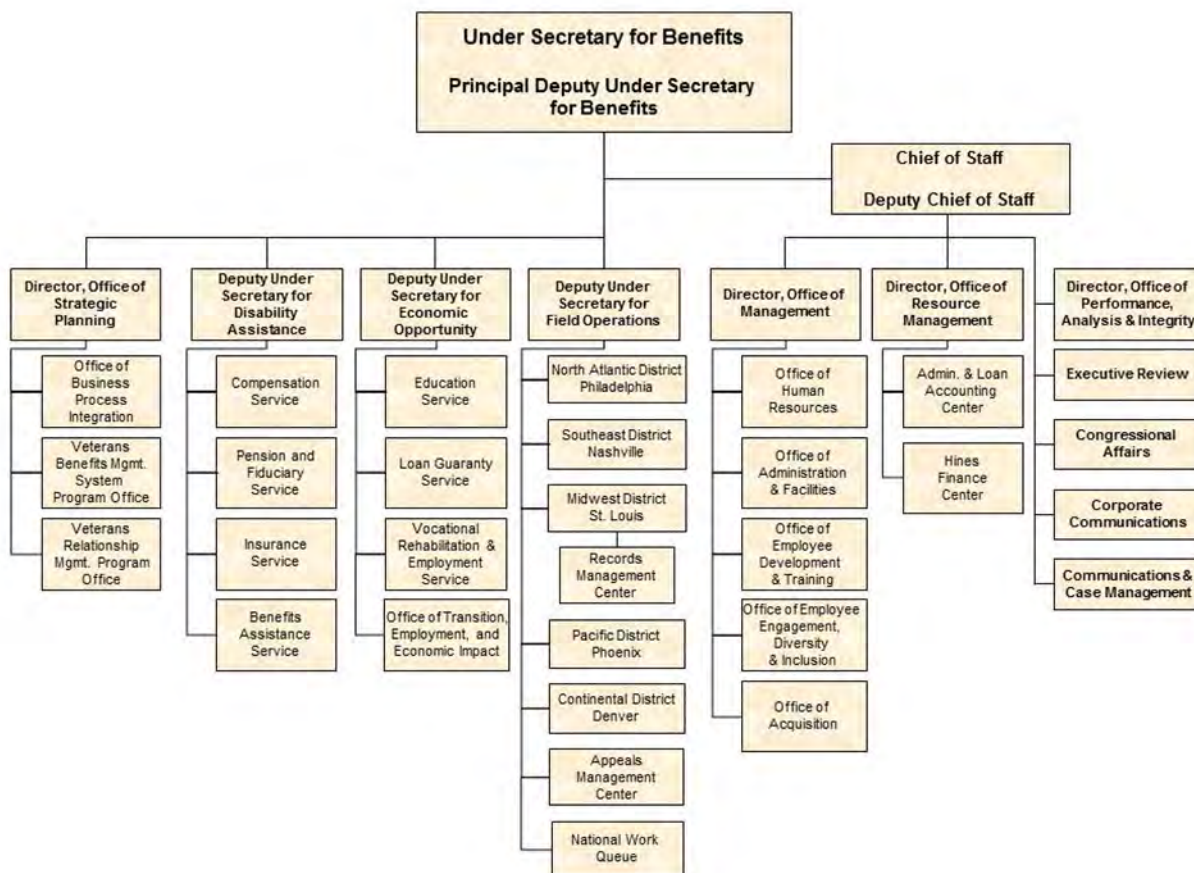 Under Secretary for Benefits
Principal Deputy Under Secretary
for Benefits
Chief of Staff
Deputy Chief of Staff
Director, Office of
Strategic
Planning
Office of
Business
Process
Integration
Veterans
Benefits Mgmt.
System
Program Office
Veterans
Relationship
Mgmt. Program
Office
Deputy Under
Secretary for
Disability
Assistance
Compensation
Service
Pension and
Fiduciary
Service
Insurance
Service
Benefits
Assistance
Service
Deputy Under
Secretary for
Economic
Opportunity
Education
Service
Loan Guaranty
Service
Vocational
Rehabilitation &
Employment
Service
Office of Transition,
Employment, and
Economic Impact
Deputy Under
Secretary for
Field Operations
North Atlantic District
Philadelphia
Southeast District
Nashville
Midwest District
St. Louis
Records
Management
Center
Pacific District
Phoenix
Continental District
Denver
Appeals
Management
Center
National Work
Queue
Director, Office of
Management
Office of
Human
Resources
Office of
Administration
& Facilities
Office of
Employee
Development
& Training
Office of Employee
Engagement,
Diversity
& Inclusion
Office of
Acquisition
Director, Office of
Resource
Management
Admin. & Loan
Accounting
Center
Hines
Finance
Center
Director, Office of
Performance,
Analysis & Integrity
Executive Review
Congressional
Affairs
Corporate
Communications
Communications &
Case Management